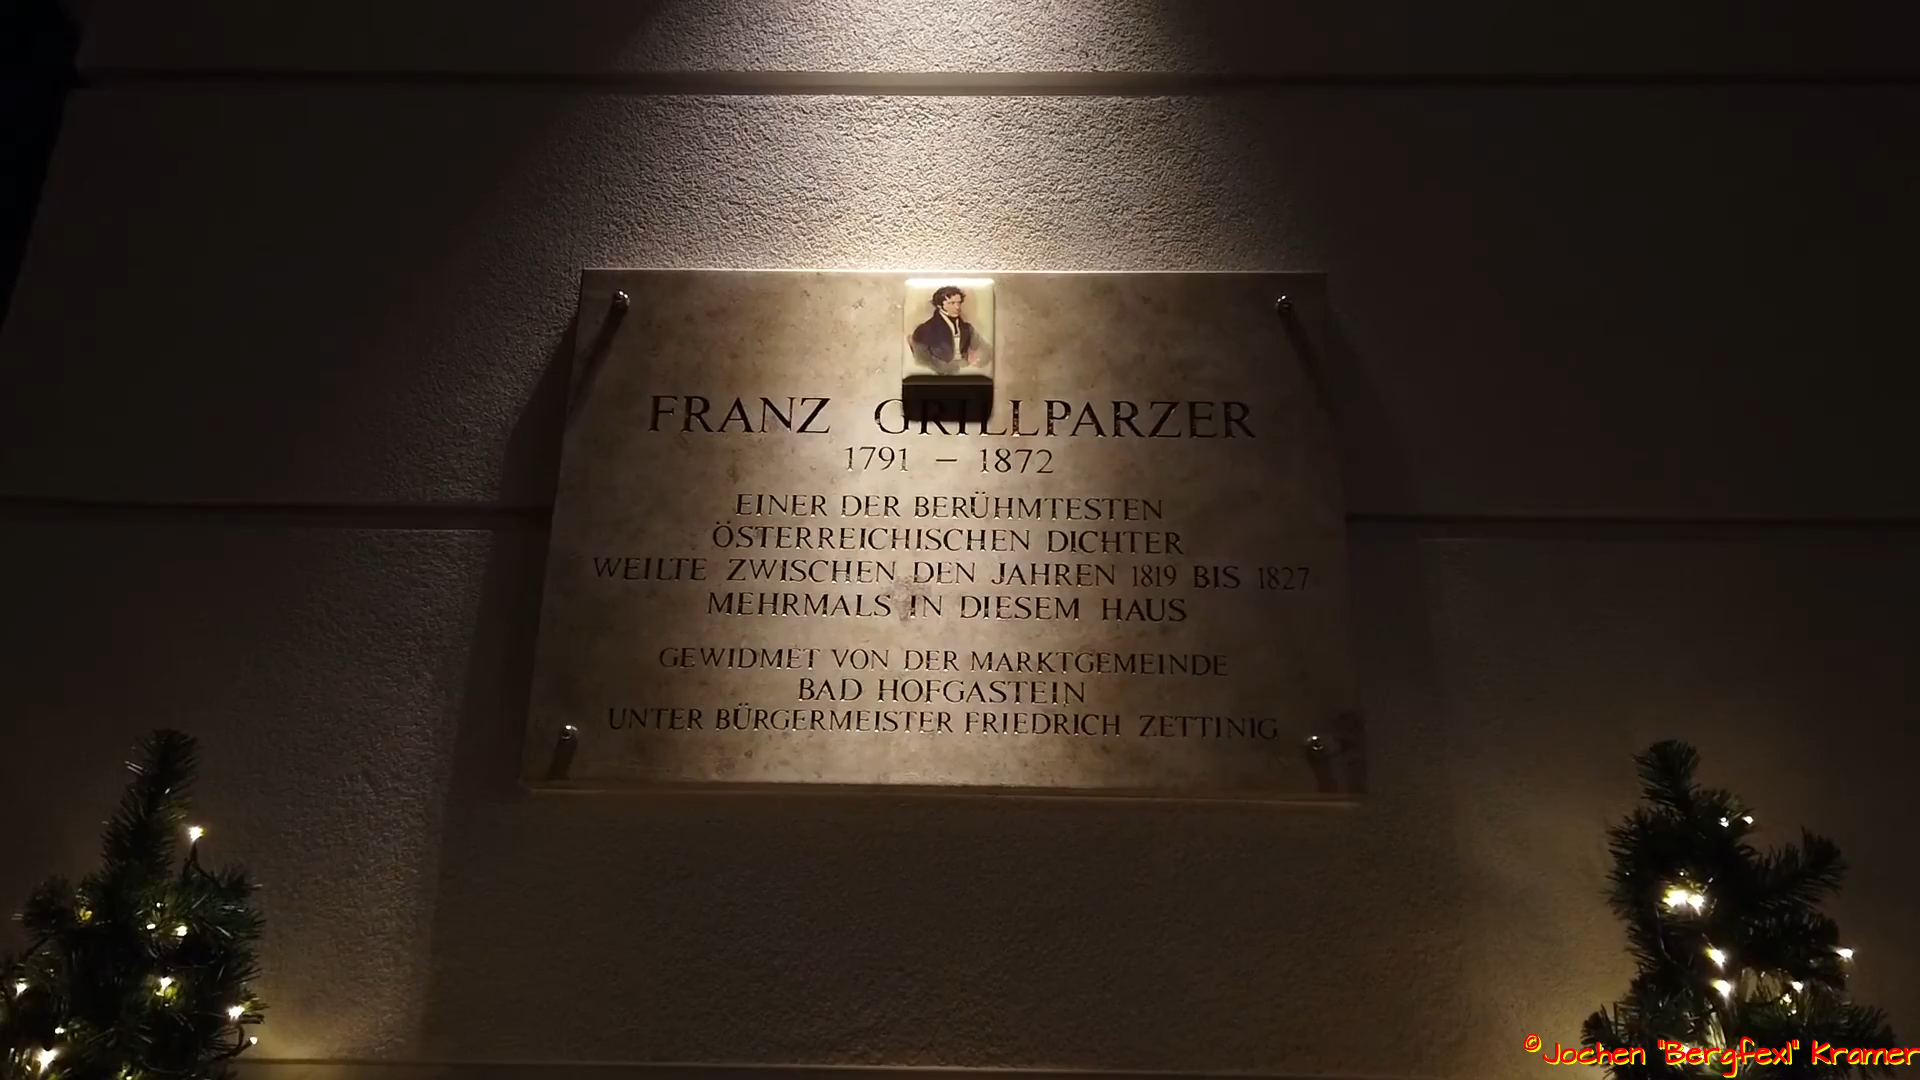 FRANZ GRILLPARZER
1791 – 1872
EINER DER BERÜHMTESTEN
ÖSTERREICHISCHEN DICHTER
WEILTE ZWISCHEN DEN JAHREN 1819 BIS 1827
MEHRMALS IN DIESEM HAUS
GEWIDMET VON DER MARKTGEMEINDE
BAD HOFGASTEIN
UNTER BÜRGERMEISTER FRIEDRICH ZETTINIG
©Jochen "Bergfexl" Kramer